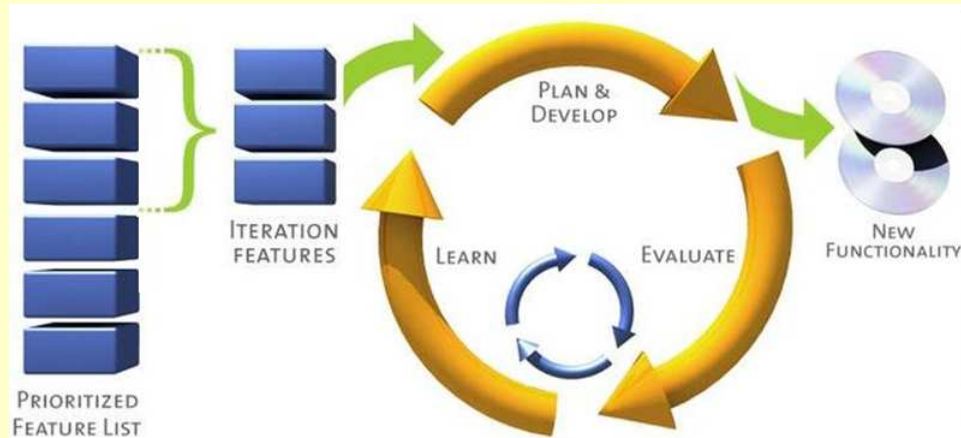 PRIORITIZED
FEATURE LIST
ITERATION
FEATURES
PLAN &
DEVELOP
LEARN
EVALUATE
NEW
FUNCTIONALITY